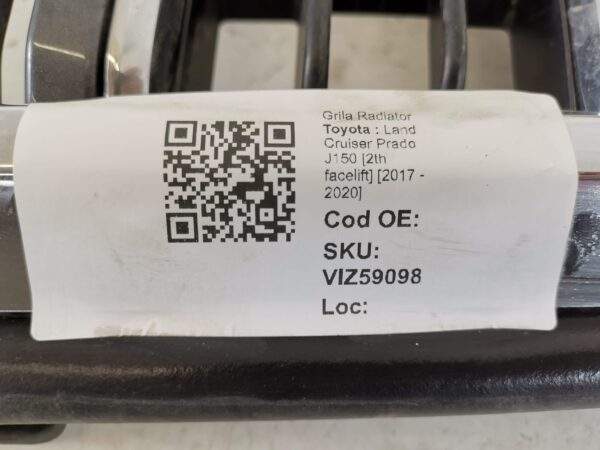 Grila Radiator
Toyota : Land
Cruiser Prado
J150 [2th
facelift] [2017 -
2020]
Cod OE:
SKU:
VIZ59098
Loc: